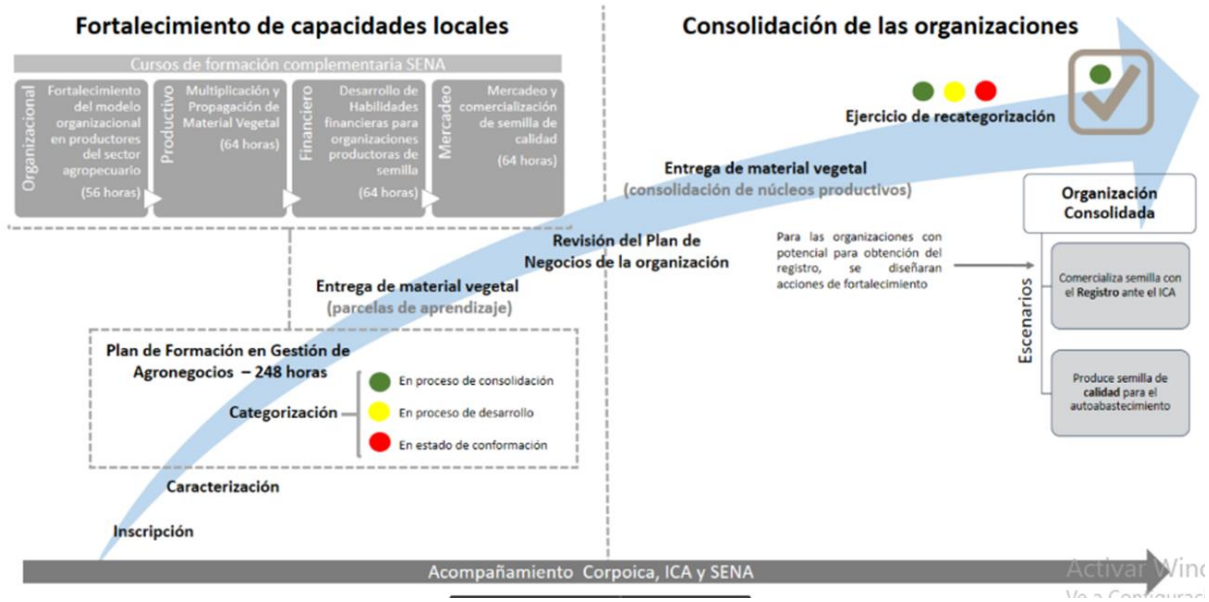 Fortalecimiento de capacidades locales
Cursos de formación complementaria SENA
Organizacional
Fortalecimiento
del modelo
organizacional
en productores
del sector
agropecuario
(56 horas)
Productivo
Multiplicación y
Propagación de
Material Vegetal
(64 horas)
Financiero
Desarrollo de
Habilidades
financieras para
organizaciones
productoras de
semilla
(64 horas)
Mercadeo
Mercadeo y
comercialización
de semilla de
calidad
(64 horas)
Consolidación de las organizaciones
Ejercicio de recategorización
Entrega de material vegetal
(consolidación de núcleos productivos)
Revisión del Plan de
Negocios de la organización
Entrega de material vegetal
(parcelas de aprendizaje)
Plan de Formación en Gestión de
Agronegocios – 248 horas
Categorización
En proceso de consolidación
En proceso de desarrollo
En estado de conformación
Caracterización
Inscripción
Para las organizaciones con
potencial para obtención del
registro, se diseñaran
acciones de fortalecimiento
Organización
Consolidada
Escenarios
Comercializa semilla con
el Registro ante el ICA
Produce semilla de
calidad para el
autoabastecimiento
Acompañamiento Corpoica, ICA y SENA
Activar Wind
Ve a Configuraci